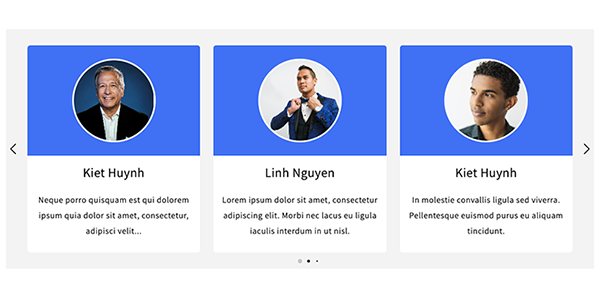 Kiet Huynh
Neque porro quisquam est qui dolorem
ipsum quia dolor sit amet, consectetur,
adipisci velit...
Linh Nguyen
Lorem ipsum dolor sit amet, consectetur
adipiscing elit. Morbi nec lacus eu ligula
iaculis interdum in ut nisl.
Kiet Huynh
In molestie convallis ligula sed viverra.
Pellentesque euismod purus eu aliquam
tincidunt.